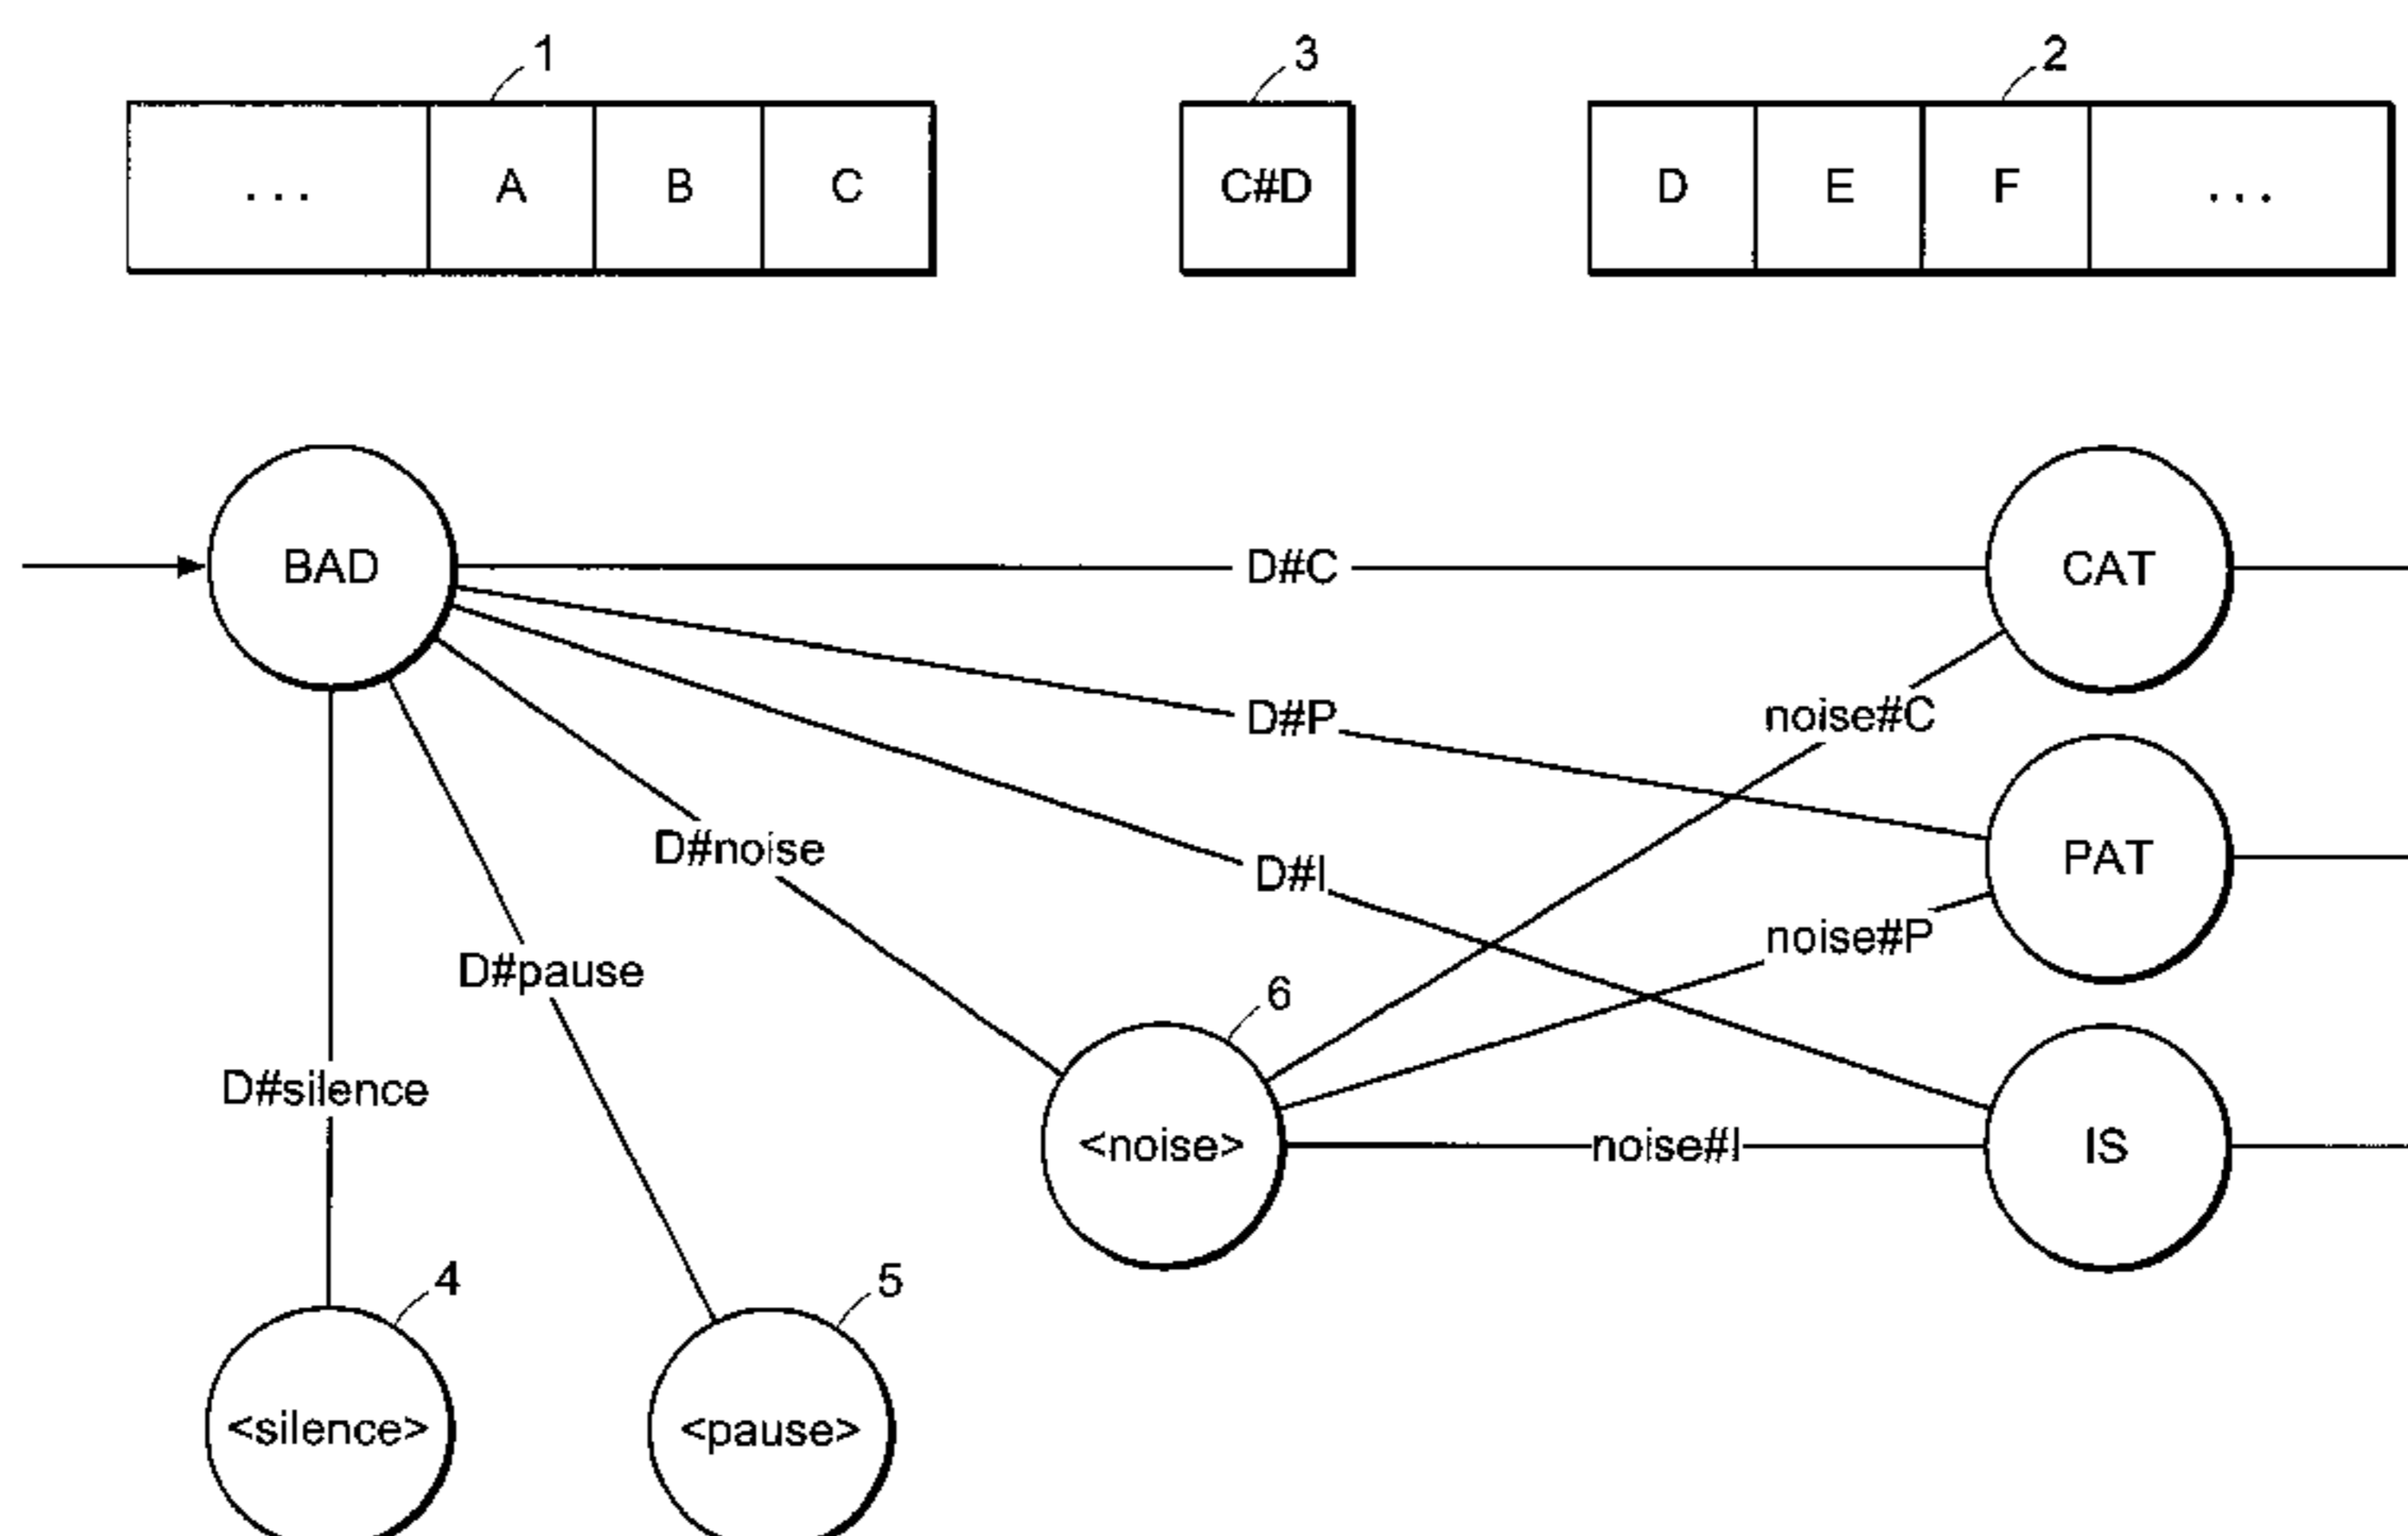 1 3 2
... A B C C#D D E F ...
BAD D#C CAT
D#P noise#C
D#noise D#I PAT
D#pause noise#P
6
D#silence <noise> noise#I IS
4 5
<silence> <pause>